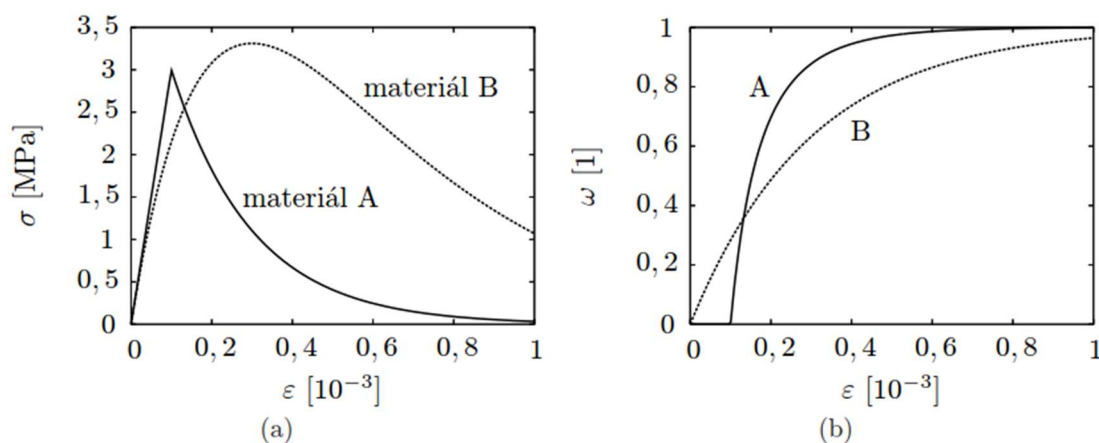 3, 5
3
2, 5
2
1, 5
1
0, 5
0
σ [MPa]
materiál B
materiál A
0 0, 2 0, 4 0, 6 0, 8 1
ε [10⁻³]
(a)
1
0, 8
0, 6
0, 4
0, 2
0
ω [1]
A
B
0 0, 2 0, 4 0, 6 0, 8 1
ε [10⁻³]
(b)